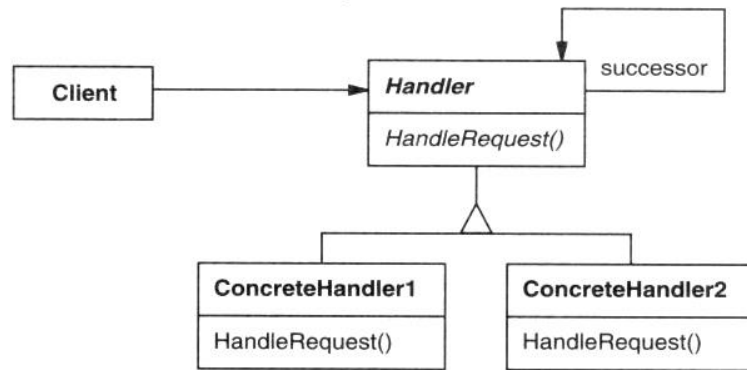 successor
Client
Handler
HandleRequest()
ConcreteHandler1
ConcreteHandler2
HandleRequest()
HandleRequest()